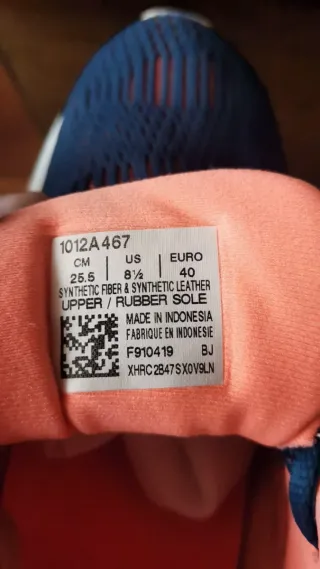 1012A467
CM | US | EURO
25.5 | 8½ | 40
SYNTHETIC FIBER & SYNTHETIC LEATHER
UPPER / RUBBER SOLE
MADE IN INDONESIA
FABRIQUE EN INDONESIE
F910419 BJ
XHRC2B47SX0V9LN